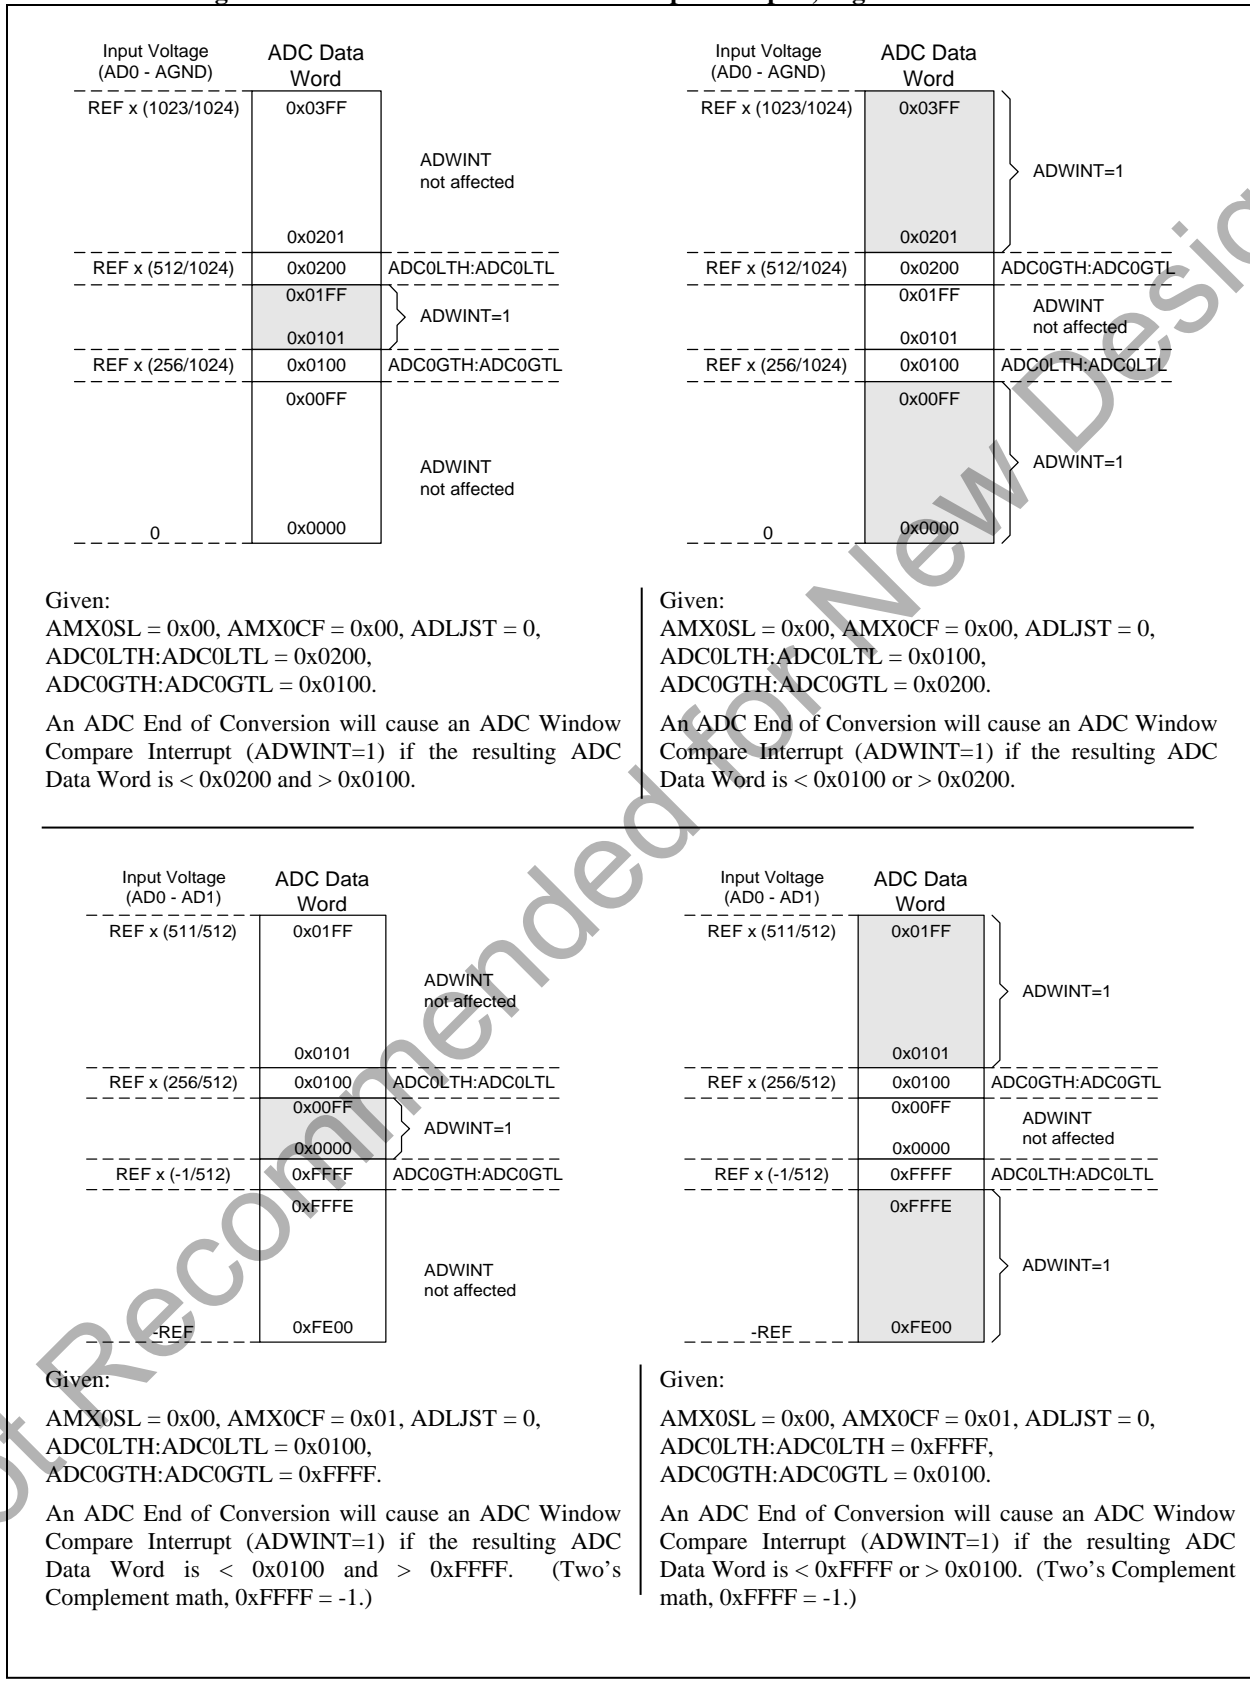 Input Voltage
(AD0 - AGND)
ADC Data
Word
REF x (1023/1024)
0x03FF
ADWINT
not affected
0x0201
REF x (512/1024)
0x0200
ADC0LTH:ADC0LTL
0x01FF
ADWINT=1
0x0101
REF x (256/1024)
0x0100
ADC0GTH:ADC0GTL
0x00FF
ADWINT
not affected
0
0x0000
Given:
AMX0SL = 0x00, AMX0CF = 0x00, ADLJST = 0,
ADC0LTH:ADC0LTL = 0x0200,
ADC0GTH:ADC0GTL = 0x0100.
An ADC End of Conversion will cause an ADC Window
Compare Interrupt (ADWINT=1) if the resulting ADC
Data Word is < 0x0200 and > 0x0100.
Input Voltage
(AD0 - AGND)
ADC Data
Word
REF x (1023/1024)
0x03FF
ADWINT=1
0x0201
REF x (512/1024)
0x0200
ADC0GTH:ADC0GTL
0x01FF
ADWINT
not affected
0x0101
REF x (256/1024)
0x0100
ADC0LTH:ADC0LTL
0x00FF
ADWINT=1
0
0x0000
Given:
AMX0SL = 0x00, AMX0CF = 0x00, ADLJST = 0,
ADC0LTH:ADC0LTL = 0x0100,
ADC0GTH:ADC0GTL = 0x0200.
An ADC End of Conversion will cause an ADC Window
Compare Interrupt (ADWINT=1) if the resulting ADC
Data Word is < 0x0100 or > 0x0200.
Input Voltage
(AD0 - AD1)
ADC Data
Word
REF x (511/512)
0x01FF
ADWINT
not affected
0x0101
REF x (256/512)
0x0100
ADC0LTH:ADC0LTL
0x00FF
ADWINT=1
0x0000
REF x (-1/512)
0xFFFF
ADC0GTH:ADC0GTL
0xFFFE
ADWINT
not affected
-REF
0xFE00
Given:
AMX0SL = 0x00, AMX0CF = 0x01, ADLJST = 0,
ADC0LTH:ADC0LTL = 0x0100,
ADC0GTH:ADC0GTL = 0xFFFF.
An ADC End of Conversion will cause an ADC Window
Compare Interrupt (ADWINT=1) if the resulting ADC
Data Word is < 0x0100 and > 0xFFFF. (Two's
Complement math, 0xFFFF = -1.)
Input Voltage
(AD0 - AD1)
ADC Data
Word
REF x (511/512)
0x01FF
ADWINT=1
0x0101
REF x (256/512)
0x0100
ADC0GTH:ADC0GTL
0x00FF
ADWINT
not affected
0x0000
REF x (-1/512)
0xFFFF
ADC0LTH:ADC0LTL
0xFFFE
ADWINT=1
-REF
0xFE00
Given:
AMX0SL = 0x00, AMX0CF = 0x01, ADLJST = 0,
ADC0LTH:ADC0LTH = 0xFFFF,
ADC0GTH:ADC0GTL = 0x0100.
An ADC End of Conversion will cause an ADC Window
Compare Interrupt (ADWINT=1) if the resulting ADC
Data Word is < 0xFFFF or > 0x0100. (Two's Complement
math, 0xFFFF = -1.)
Recommended for New